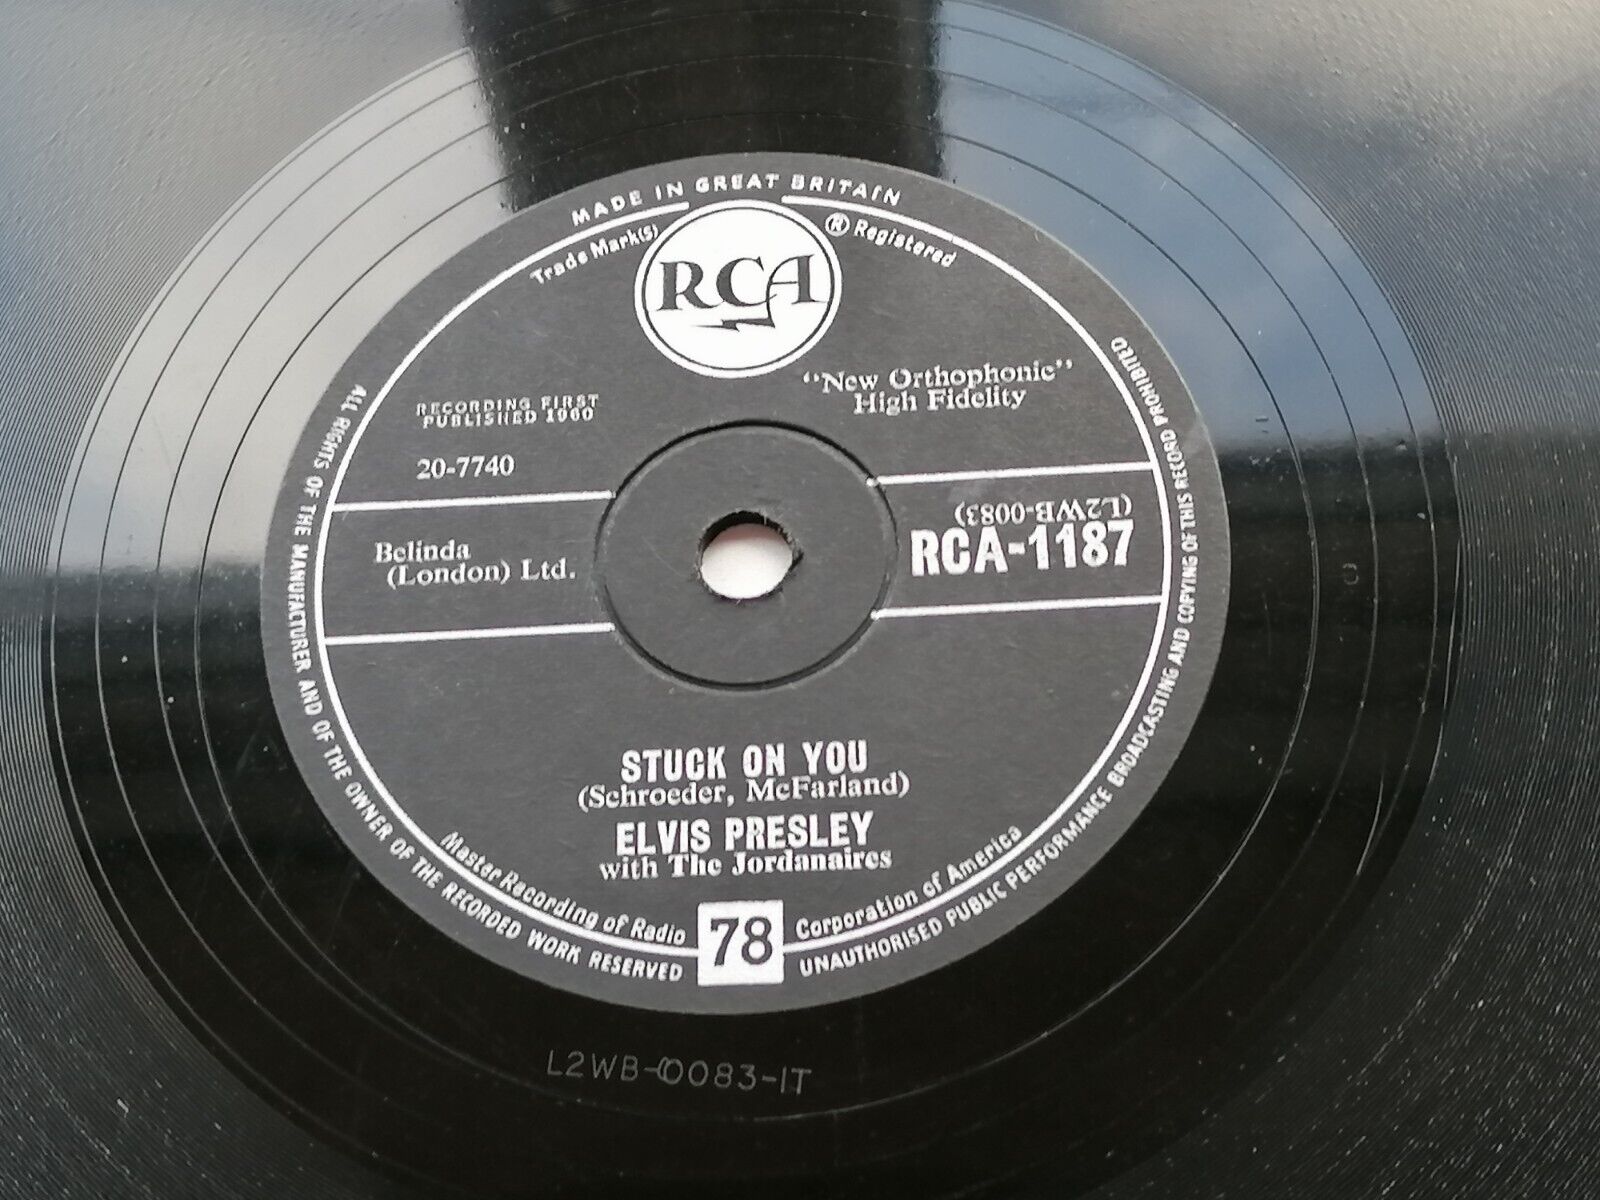 MADE IN GREAT BRITAIN
Trade Mark(s)
® Registered
RCA
"New Orthophonic"
High Fidelity
RECORDING FIRST
PUBLISHED 1960
20-7740
Belinda
(London) Ltd.
(L2WB-0083)
RCA-1187
STUCK ON YOU
(Schroeder, McFarland)
ELVIS PRESLEY
with The Jordanaires
Master Recording of Radio Corporation of America
78
ALL RIGHTS OF THE MANUFACTURER AND OF THE OWNER OF THE RECORDED WORK RESERVED
UNAUTHORISED PUBLIC PERFORMANCE BROADCASTING AND COPYING OF THIS RECORD PROHIBITED
L2WB-0083-1T